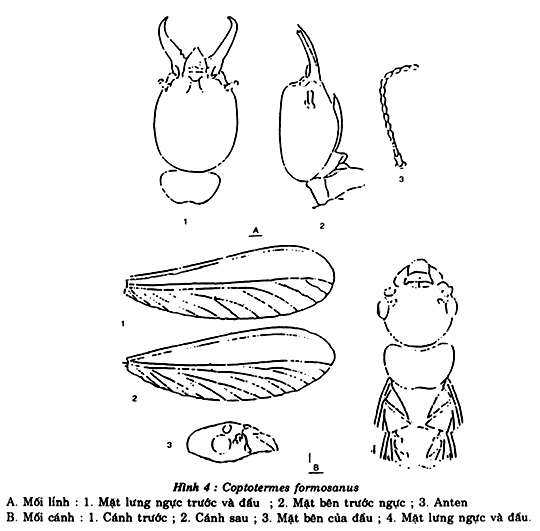 1
A
2
3
1
2
3
B
Hình 4 : Coptotermes formosanus
A. Mối lính : 1. Mặt lưng ngực trước và đầu ; 2. Mặt bên trước ngực ; 3. Anten
B. Mối cánh : 1. Cánh trước ; 2. Cánh sau ; 3. Mặt bên của đầu ; 4. Mặt lưng ngực và đầu.